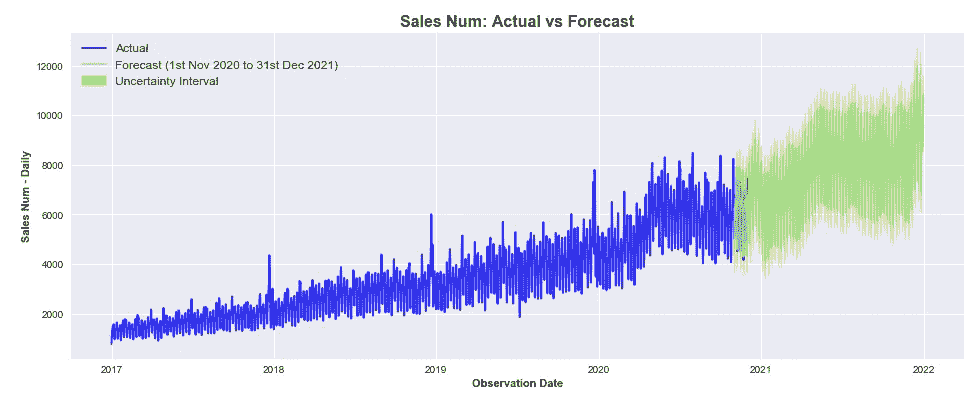 Sales Num: Actual vs Forecast
Actual
Forecast (1st Nov 2020 to 31st Dec 2021)
Uncertainty Interval
12000
10000
8000
6000
4000
2000
Sales Num - Daily
2017 2018 2019 2020 2021 2022
Observation Date